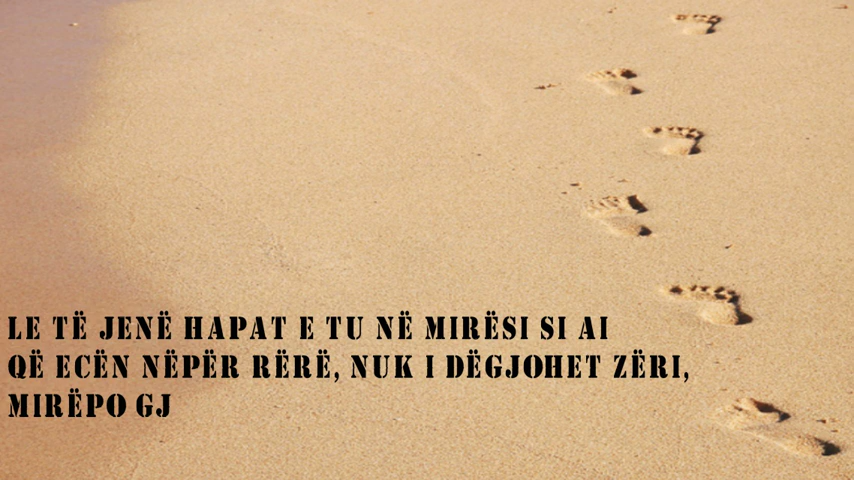 LE TË JENË HAPAT E TU NË MIRËSI SI AI
QË ECËN NËPËR RËRË, NUK I DËGJOHET ZËRI,
MIRËPO GJ